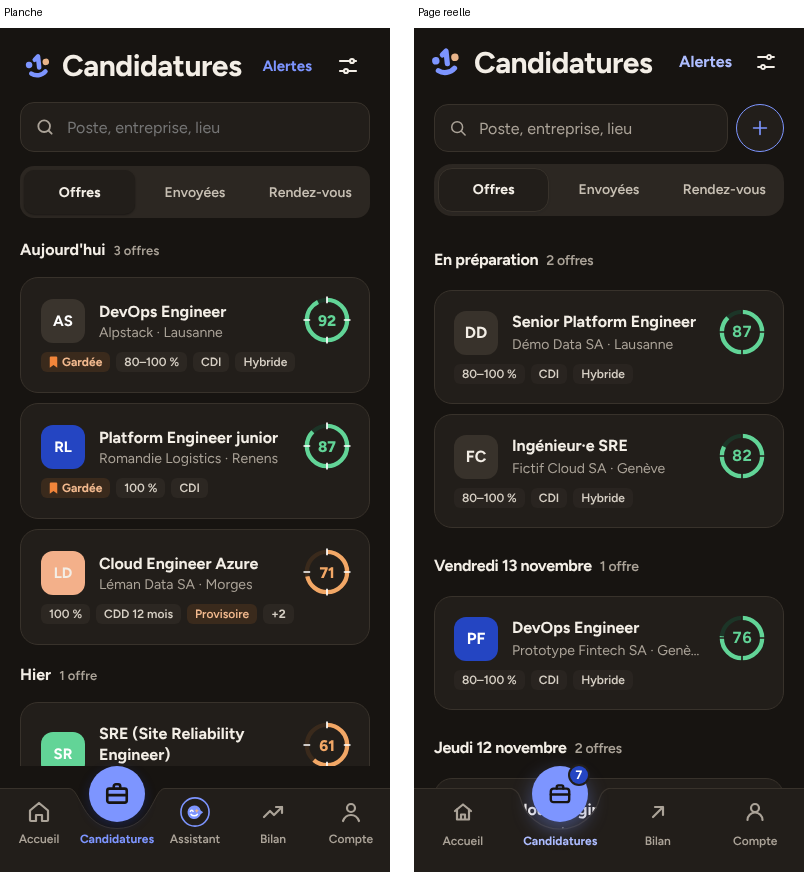 Planche
Candidatures
Alertes
Poste, entreprise, lieu
Offres
Envoyées
Rendez-vous
Aujourd'hui 3 offres
AS
DevOps Engineer
Alpstack · Lausanne
92
Gardée
80–100 %
CDI
Hybride
RL
Platform Engineer junior
Romandie Logistics · Renens
87
Gardée
100 %
CDI
LD
Cloud Engineer Azure
Léman Data SA · Morges
71
100 %
CDD 12 mois
Provisoire
+2
Hier 1 offre
SR
SRE (Site Reliability
Engineer)
61
Accueil
Candidatures
Assistant
Bilan
Compte
Page reelle
Candidatures
Alertes
Poste, entreprise, lieu
Offres
Envoyées
Rendez-vous
En préparation 2 offres
DD
Senior Platform Engineer
Démo Data SA · Lausanne
87
80–100 %
CDI
Hybride
FC
Ingénieur·e SRE
Fictif Cloud SA · Genève
82
80–100 %
CDI
Hybride
Vendredi 13 novembre 1 offre
PF
DevOps Engineer
Prototype Fintech SA · Genè...
76
80–100 %
CDI
Hybride
Jeudi 12 novembre 2 offres
7
Accueil
Candidatures
Bilan
Compte